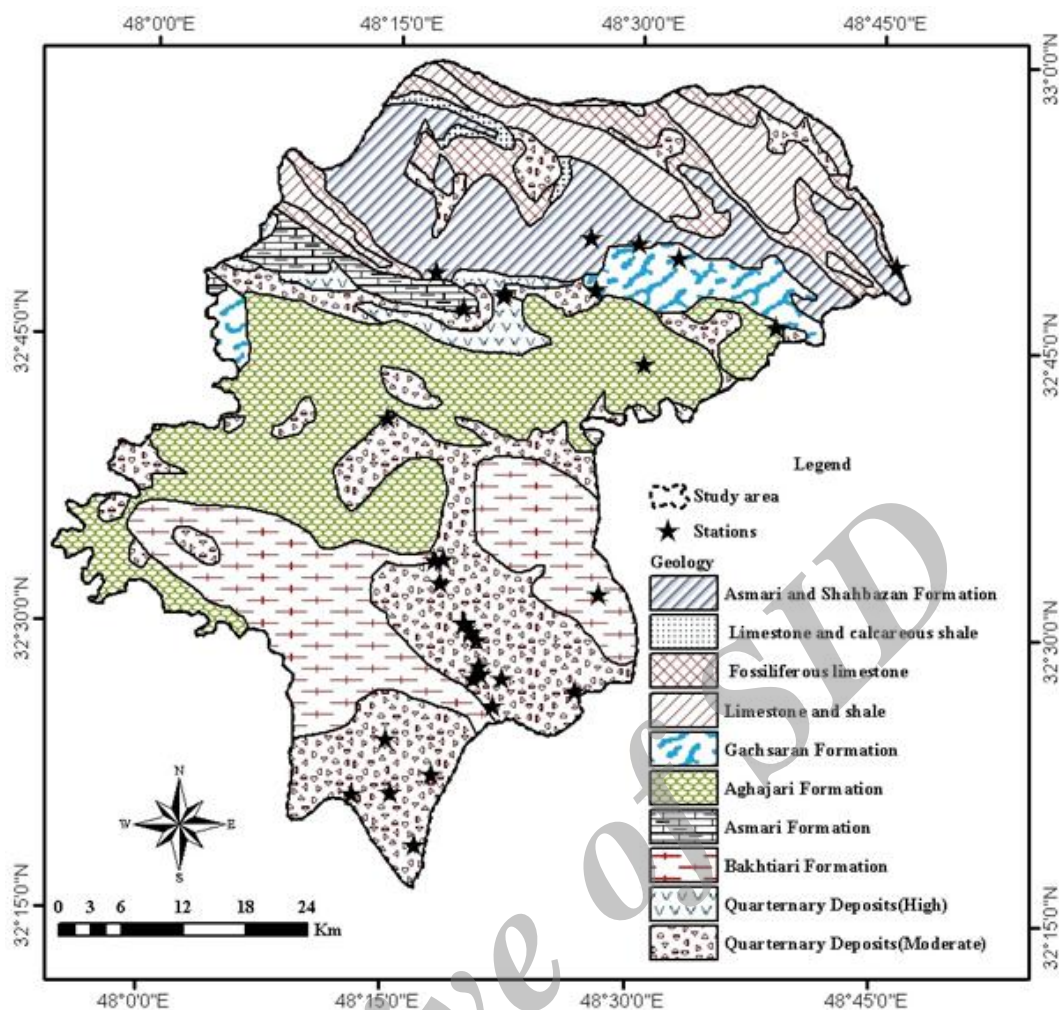 48°0'0"E 48°15'0"E 48°30'0"E 48°45'0"E
33°0'0"N
32°45'0"N
32°45'0"N
Legend
Study area
Stations
Geology
Asmari and Shahbazan Formation
32°30'0"N
Limestone and calcareous shale
32°30'0"N
Fossiliferous limestone
Limestone and shale
Gachsaran Formation
Aghajari Formation
N
W E
S
Asmari Formation
Bakhtiari Formation
32°15'0"N
0 3 6 12 18 24
Km
Quarternary Deposits(High)
32°15'0"N
Quarternary Deposits(Moderate)
48°0'0"E 48°15'0"E 48°30'0"E 48°45'0"E
ve of SID